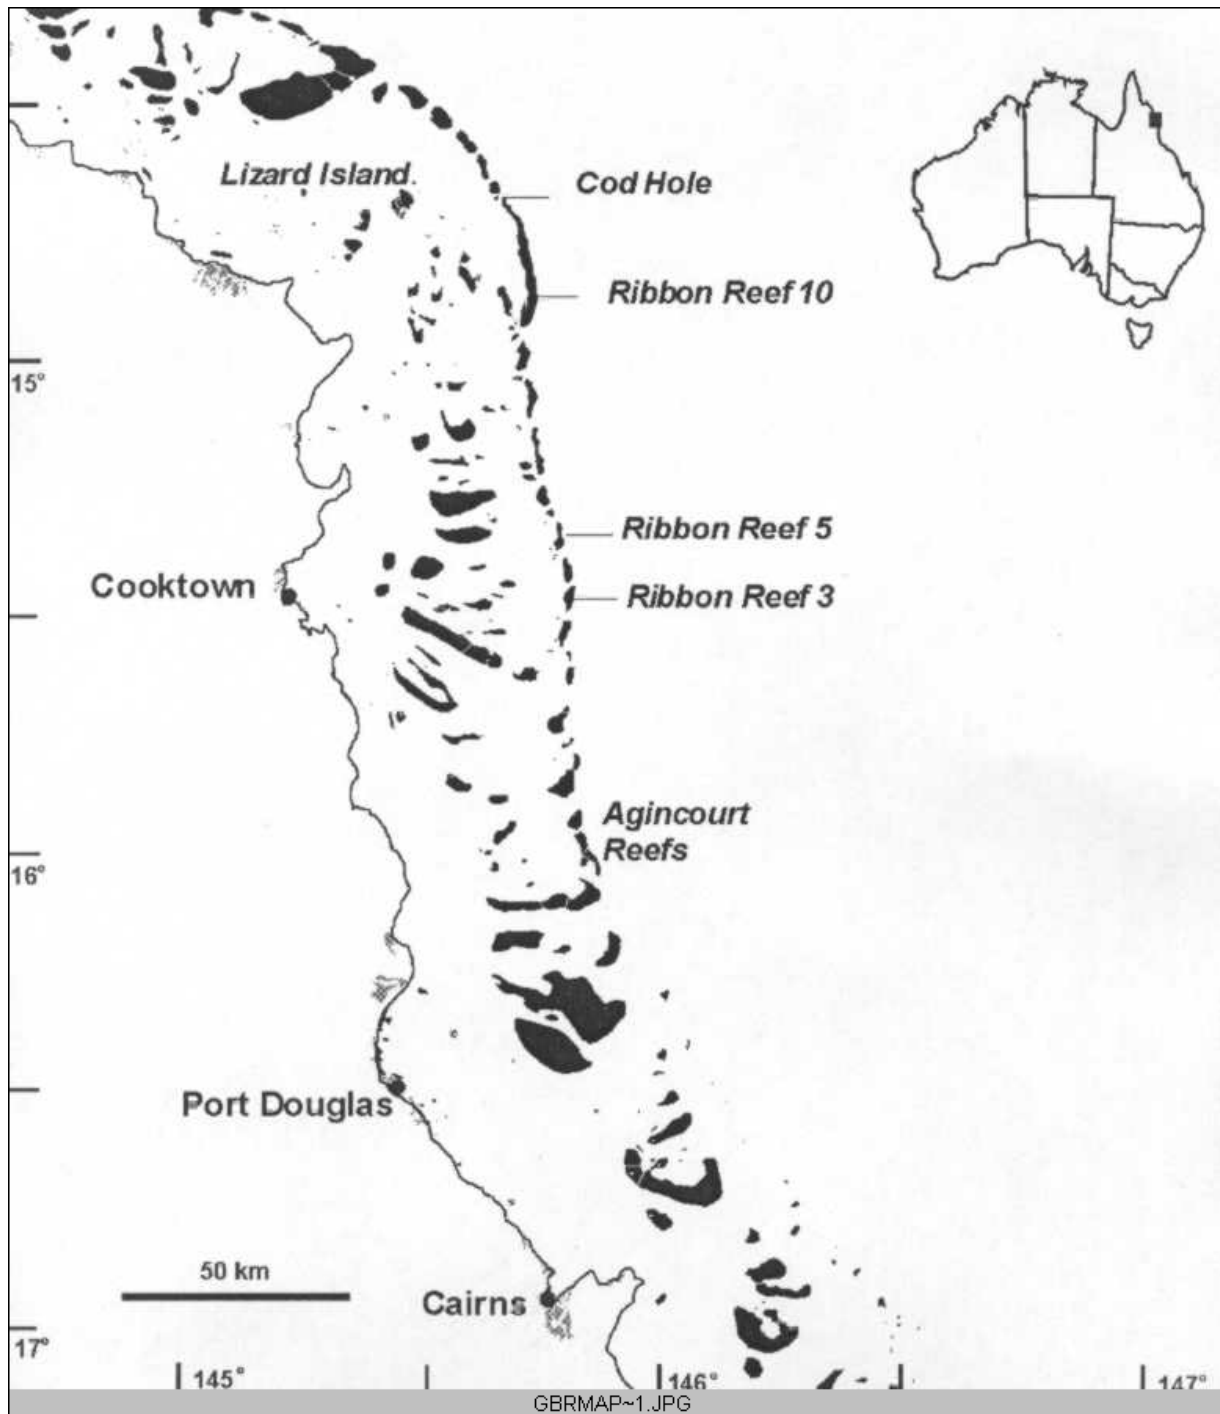 Lizard Island
Cod Hole
Ribbon Reef 10
15°
Ribbon Reef 5
Cooktown
Ribbon Reef 3
Agincourt
Reefs
16°
Port Douglas
50 km
Cairns
17°
145°
146°
147°
GBRMAP~1.JPG